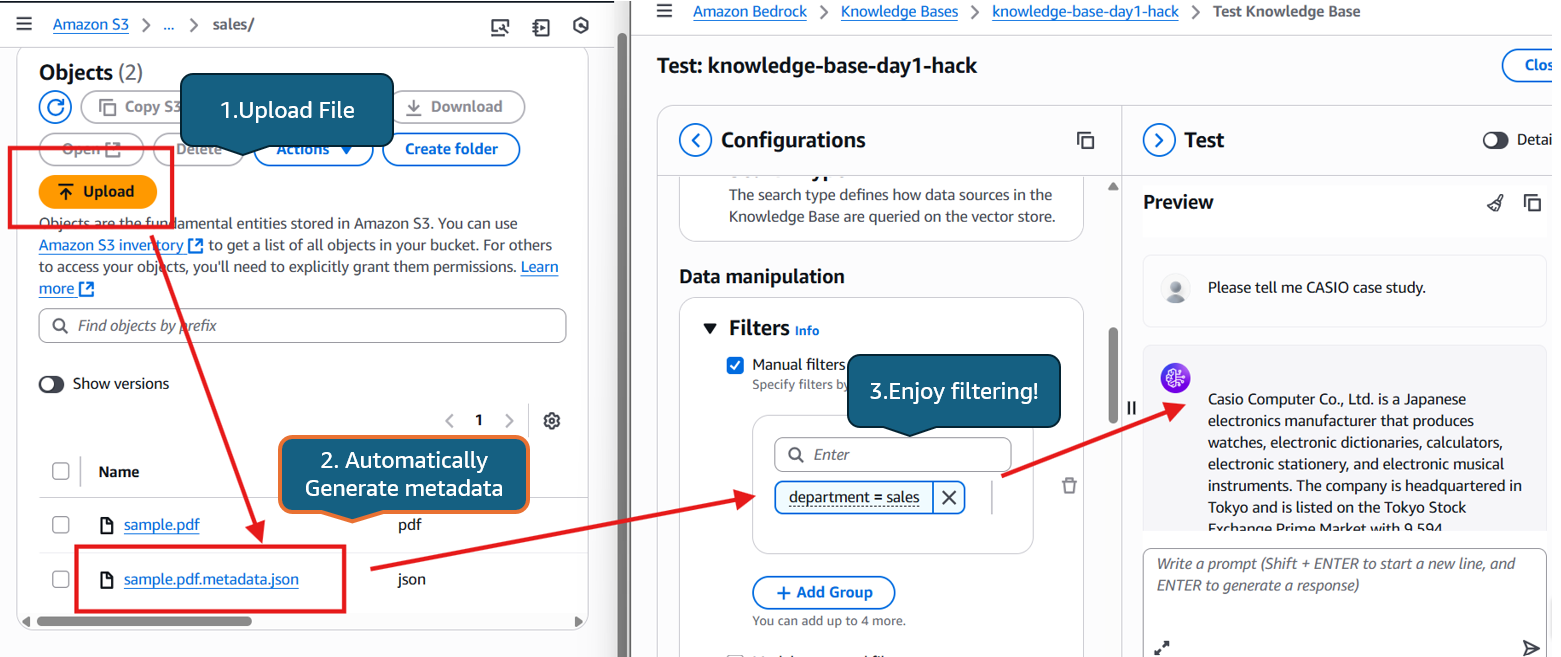 Amazon S3 > ... > sales/
Objects (2)
Copy S3
Download
Open
Delete
Actions
Create folder
Upload
Objects are the fundamental entities stored in Amazon S3. You can use
Amazon S3 inventory to get a list of all objects in your bucket. For others
to access your objects, you'll need to explicitly grant them permissions. Learn
more
Find objects by prefix
Show versions
1
Name
sample.pdf
pdf
sample.pdf.metadata.json
json
1.Upload File
2. Automatically
Generate metadata
Amazon Bedrock > Knowledge Bases > knowledge-base-day1-hack > Test Knowledge Base
Test: knowledge-base-day1-hack
Configurations
The search type defines how data sources in the
Knowledge Base are queried on the vector store.
Data manipulation
Filters Info
Manual filters
Specify filters by
3.Enjoy filtering!
Enter
department = sales
+ Add Group
You can add up to 4 more.
Test
Preview
Please tell me CASIO case study.
Casio Computer Co., Ltd. is a Japanese
electronics manufacturer that produces
watches, electronic dictionaries, calculators,
electronic stationery, and electronic musical
instruments. The company is headquartered in
Tokyo and is listed on the Tokyo Stock
Exchange Prime Market with 9,594
Write a prompt (Shift + ENTER to start a new line, and
ENTER to generate a response)